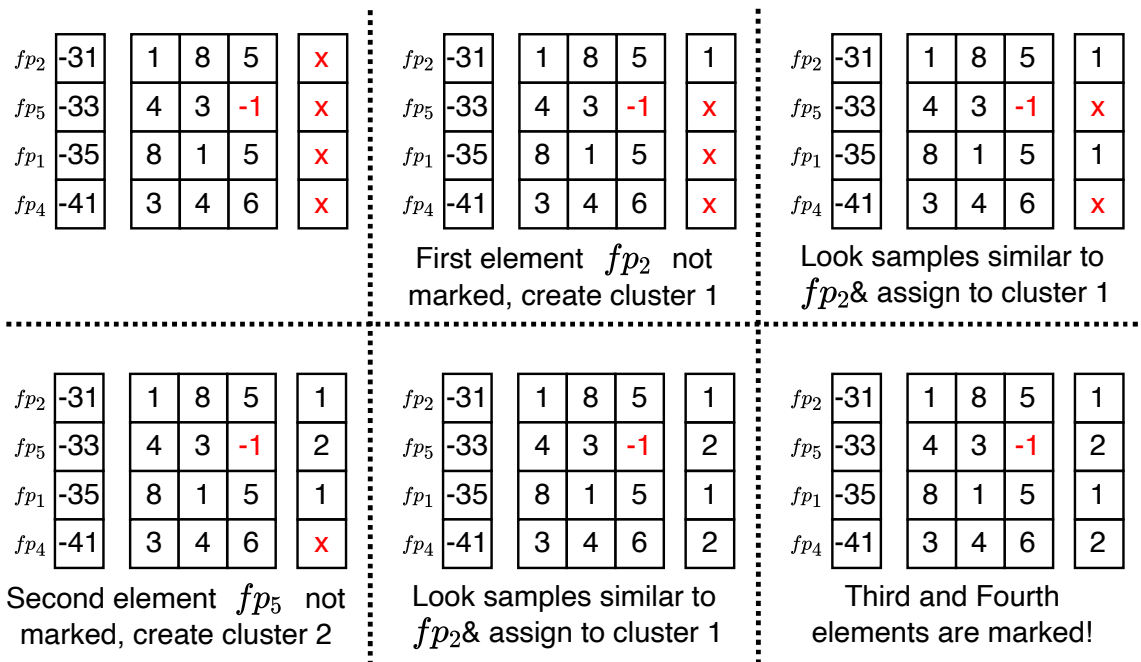 fp2 -31 1 8 5 x
fp5 -33 4 3 -1 x
fp1 -35 8 1 5 x
fp4 -41 3 4 6 x
fp2 -31 1 8 5 1
fp5 -33 4 3 -1 x
fp1 -35 8 1 5 x
fp4 -41 3 4 6 x
First element fp2 not
marked, create cluster 1
fp2 -31 1 8 5 1
fp5 -33 4 3 -1 x
fp1 -35 8 1 5 1
fp4 -41 3 4 6 x
Look samples similar to
fp2& assign to cluster 1
fp2 -31 1 8 5 1
fp5 -33 4 3 -1 2
fp1 -35 8 1 5 1
fp4 -41 3 4 6 x
Second element fp5 not
marked, create cluster 2
fp2 -31 1 8 5 1
fp5 -33 4 3 -1 2
fp1 -35 8 1 5 1
fp4 -41 3 4 6 2
Look samples similar to
fp2& assign to cluster 1
fp2 -31 1 8 5 1
fp5 -33 4 3 -1 2
fp1 -35 8 1 5 1
fp4 -41 3 4 6 2
Third and Fourth
elements are marked!